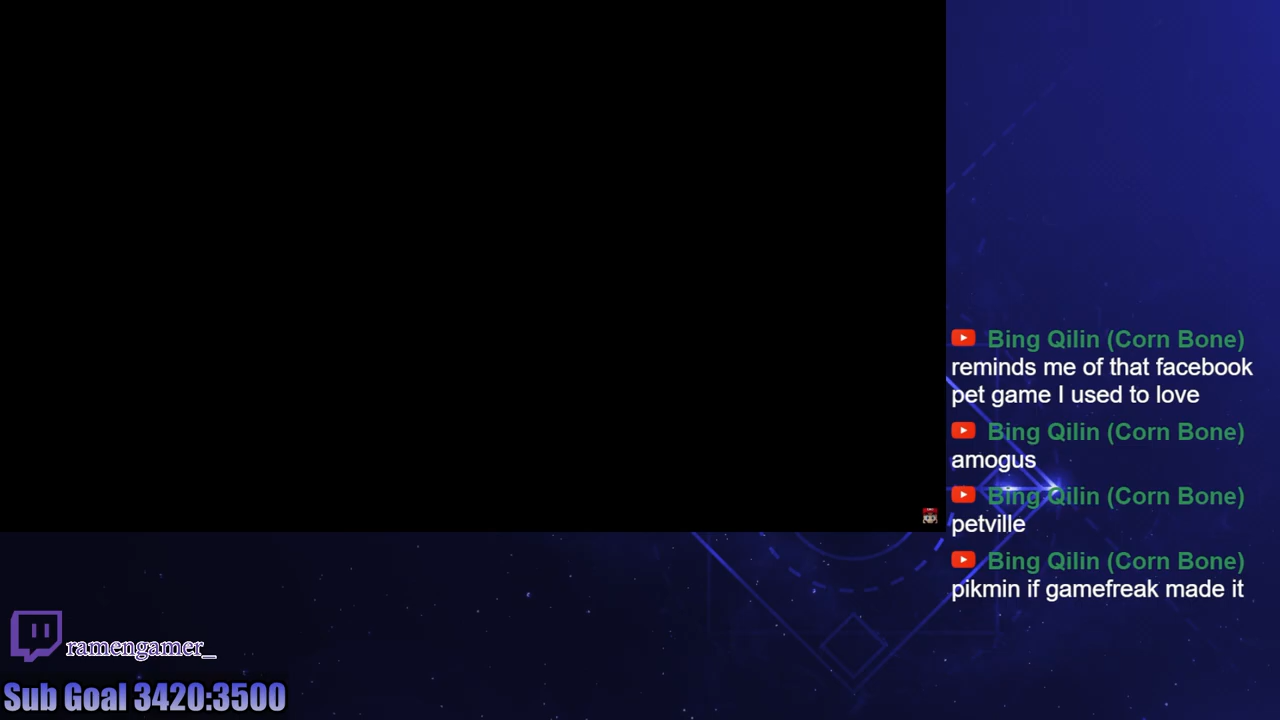 Bing Qilin (Corn Bone)
reminds me of that facebook
pet game I used to love
Bing Qilin (Corn Bone)
amogus
Bing Qilin (Corn Bone)
petville
Bing Qilin (Corn Bone)
pikmin if gamefreak made it
ramengamer_
Sub Goal 3420:3500